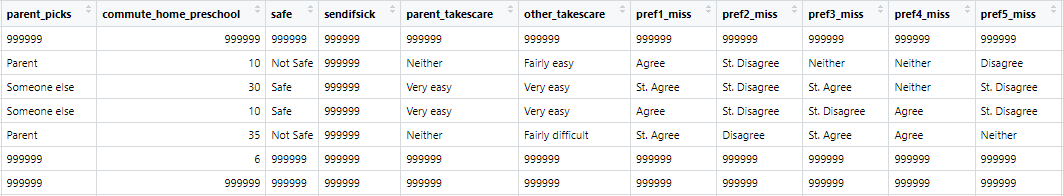 parent_picks commute_home_preschool safe sendifsick parent_takescare other_takescare pref1_miss pref2_miss pref3_miss pref4_miss pref5_miss
999999 999999 999999 999999 999999 999999 999999 999999 999999 999999 999999
Parent 10 Not Safe 999999 Neither Fairly easy Agree St. Disagree Neither Neither Disagree
Someone else 30 Safe 999999 Very easy Very easy St. Agree St. Disagree St. Agree Neither St. Disagree
Someone else 10 Safe 999999 Very easy Very easy Agree St. Disagree St. Disagree Agree St. Disagree
Parent 35 Not Safe 999999 Neither Fairly difficult St. Agree Disagree St. Agree Agree Neither
999999 6 999999 999999 999999 999999 999999 999999 999999 999999 999999
999999 999999 999999 999999 999999 999999 999999 999999 999999 999999 999999